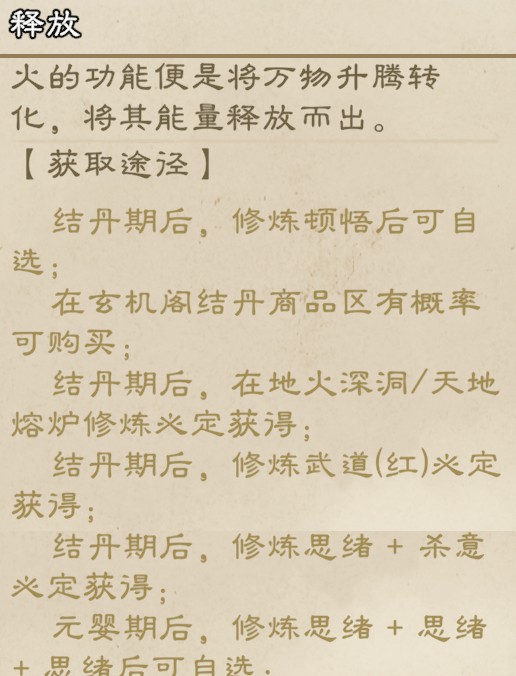 释放
火的功能便是将万物升腾转
化，将其能量释放而出。
【获取途径】
结丹期后，修炼顿悟后可自
选；
在玄机阁结丹商品区有概率
可购买；
结丹期后，在地火深洞/天地
熔炉修炼必定获得；
结丹期后，修炼武道(红)必定
获得；
结丹期后，修炼思绪 + 杀意
必定获得；
元婴期后，修炼思绪 + 思绪
+ 思绪后可自选；